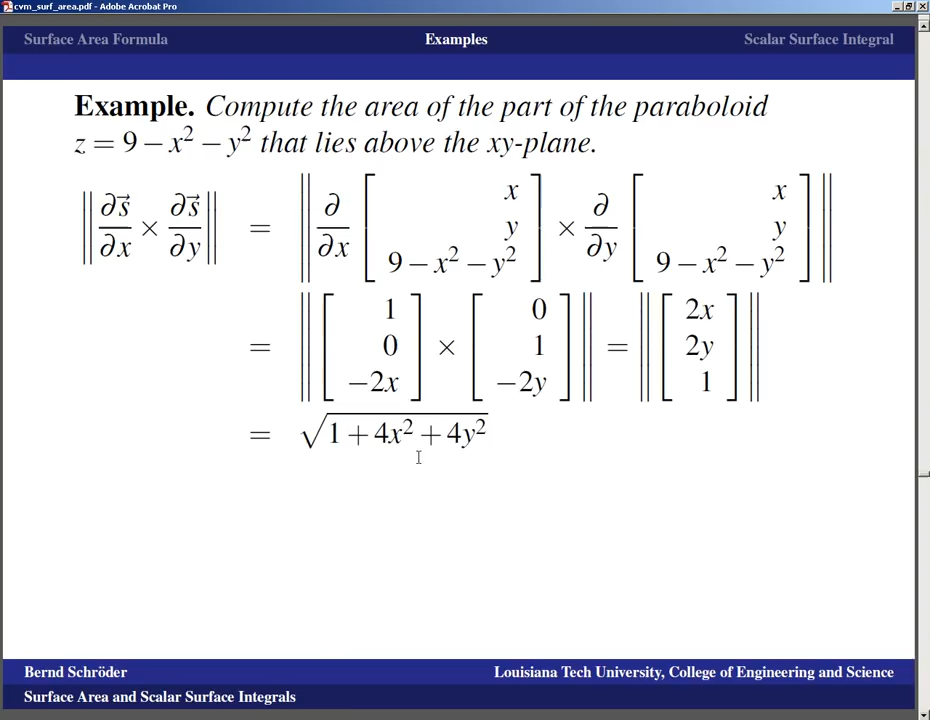 cvm_surf_area.pdf - Adobe Acrobat Pro
Surface Area Formula Examples Scalar Surface Integral
Example. Compute the area of the part of the paraboloid
z = 9 − x² − y² that lies above the xy-plane.
‖∂s⃗/∂x × ∂s⃗/∂y‖ = ‖∂/∂x [x, y, 9 − x² − y²] × ∂/∂y [x, y, 9 − x² − y²]‖
= ‖[1, 0, −2x] × [0, 1, −2y]‖ = ‖[2x, 2y, 1]‖
= √(1 + 4x² + 4y²)
Bernd Schröder Louisiana Tech University, College of Engineering and Science
Surface Area and Scalar Surface Integrals